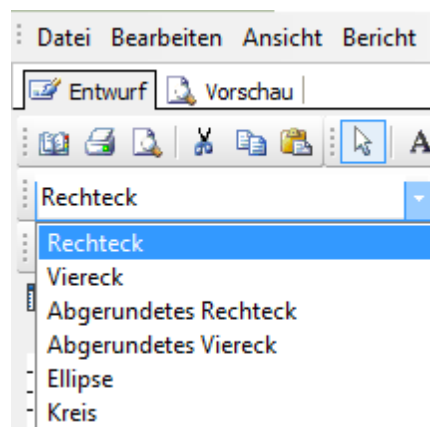 Datei Bearbeiten Ansicht Bericht
Entwurf Vorschau
A
Rechteck
Rechteck
Viereck
Abgerundetes Rechteck
Abgerundetes Viereck
Ellipse
Kreis